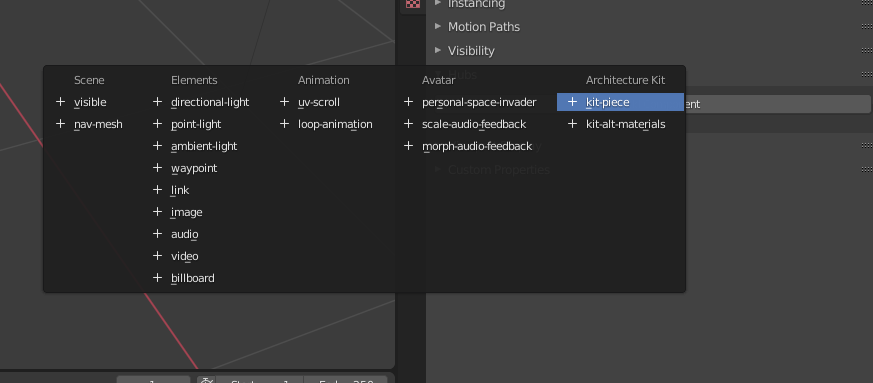 Instancing
Motion Paths
Visibility
Scene
visible
nav-mesh
Elements
directional-light
point-light
ambient-light
waypoint
link
image
audio
video
billboard
Animation
uv-scroll
loop-animation
Avatar
personal-space-invader
scale-audio-feedback
morph-audio-feedback
Architecture Kit
kit-piece
kit-alt-materials
Custom Properties